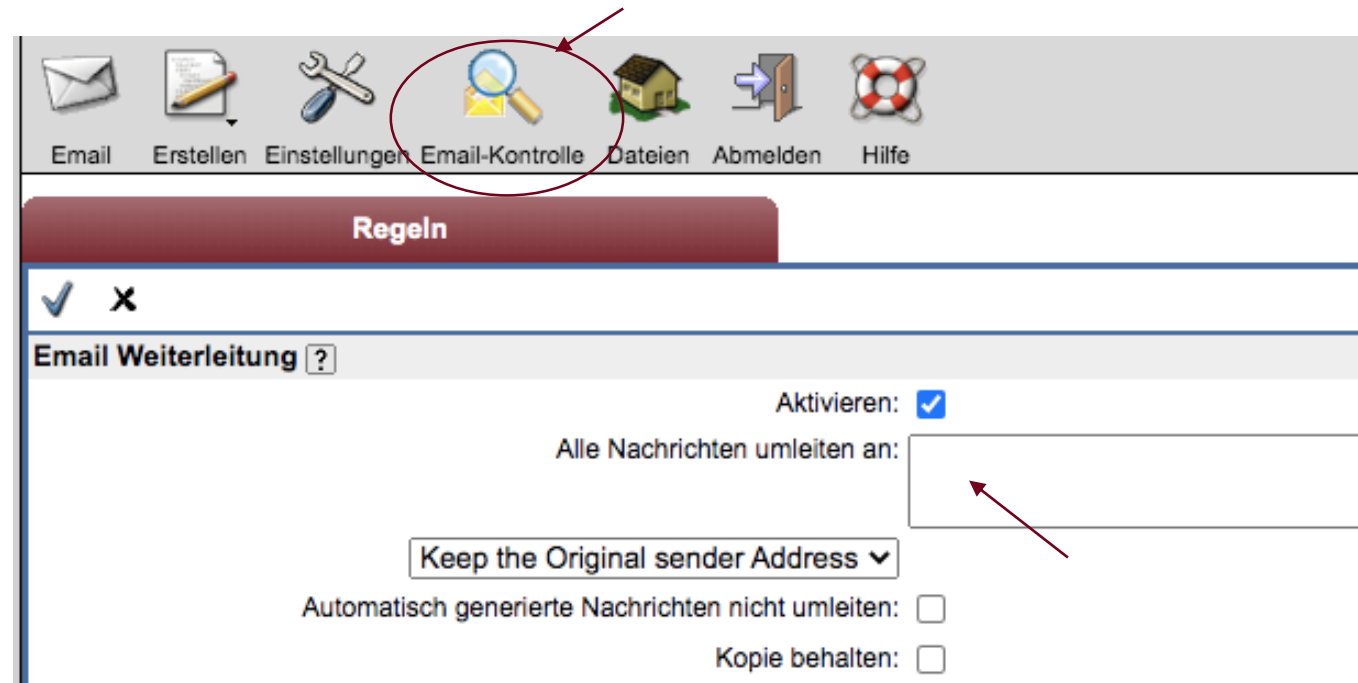 Email Erstellen Einstellungen Email-Kontrolle Dateien Abmelden Hilfe
Regeln
Email Weiterleitung ?
Aktivieren:
Alle Nachrichten umleiten an:
Keep the Original sender Address
Automatisch generierte Nachrichten nicht umleiten:
Kopie behalten: